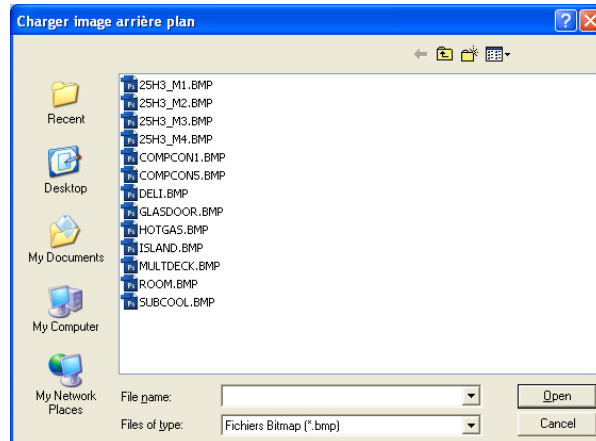 Charger image arrière plan
25H3_M1.BMP
25H3_M2.BMP
25H3_M3.BMP
25H3_M4.BMP
COMPCON1.BMP
COMPCON5.BMP
DELI.BMP
GLASDOOR.BMP
HOTGAS.BMP
ISLAND.BMP
MULTDECK.BMP
ROOM.BMP
SUBCOOL.BMP
Recent
Desktop
My Documents
My Computer
My Network
Places
File name:
Open
Files of type:
Fichiers Bitmap (*.bmp)
Cancel